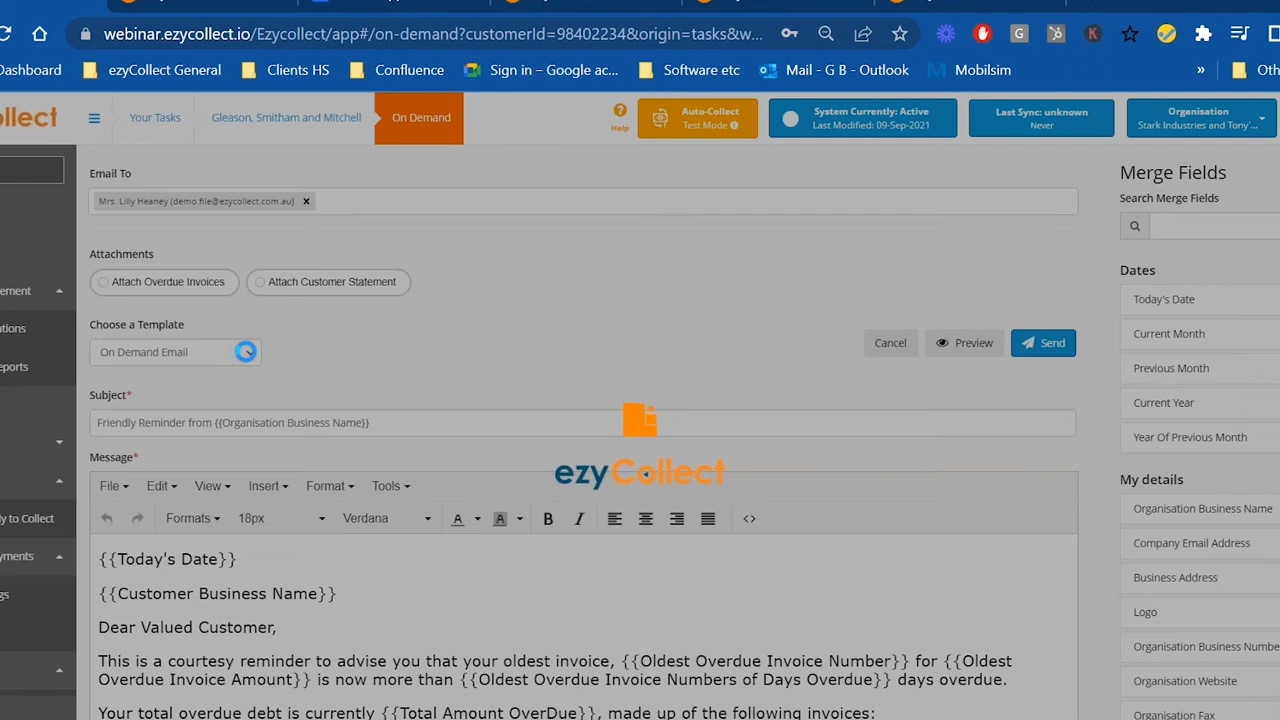 webinar.ezycollect.io/Ezycollect/app#/on-demand?customerId=98402234&origin=tasks&w...
Dashboard ezyCollect General Clients HS Confluence Sign in – Google ac... Software etc Mail - G B - Outlook Mobilsim » Oth
ollect Your Tasks Gleason, Smitham and Mitchell On Demand
? Help
Auto-Collect
Test Mode
System Currently: Active
Last Modified: 09-Sep-2021
Last Sync: unknown
Never
Organisation
Stark Industries and Tony'...
Email To
Mrs. Lilly Heaney (demo.file@ezycollect.com.au) x
Attachments
Attach Overdue Invoices Attach Customer Statement
Choose a Template
On Demand Email
Cancel Preview Send
Subject*
Friendly Reminder from {{Organisation Business Name}}
Message*
ezyCollect
File Edit View Insert Format Tools
Formats 18px Verdana A A B I <>
{{Today's Date}}
{{Customer Business Name}}
Dear Valued Customer,
This is a courtesy reminder to advise you that your oldest invoice, {{Oldest Overdue Invoice Number}} for {{Oldest
Overdue Invoice Amount}} is now more than {{Oldest Overdue Invoice Numbers of Days Overdue}} days overdue.
Your total overdue debt is currently {{Total Amount OverDue}}, made up of the following invoices:
Merge Fields
Search Merge Fields
Dates
Today's Date
Current Month
Previous Month
Current Year
Year Of Previous Month
My details
Organisation Business Name
Company Email Address
Business Address
Logo
Organisation Business Numbe
Organisation Website
Organisation Fax
ement
ations
eports
dy to Collect
yments
gs